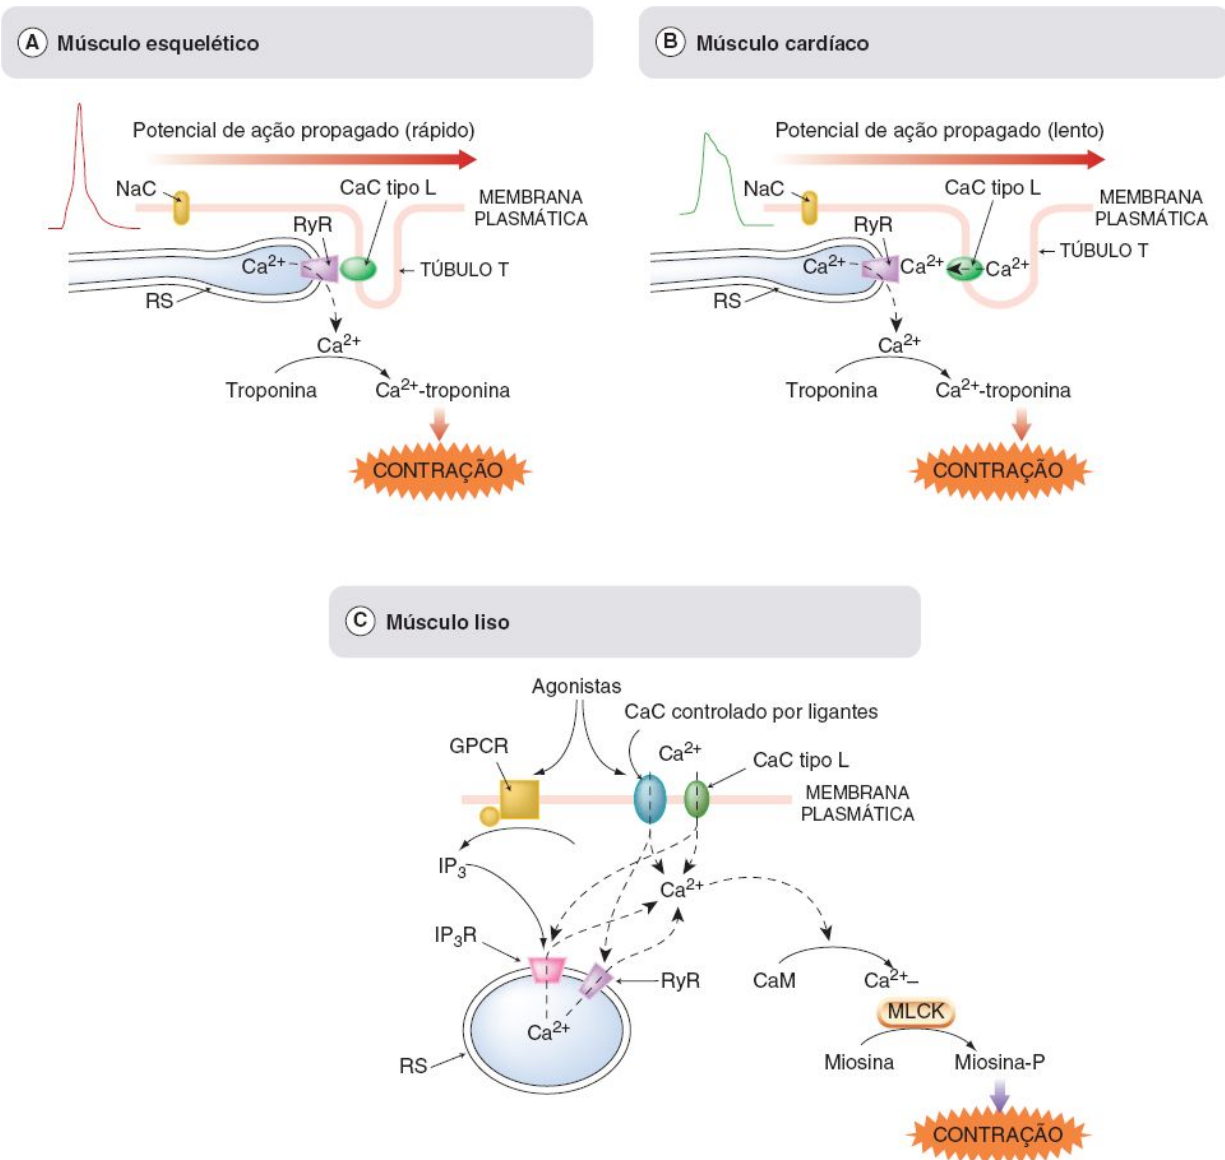 A Músculo esquelético
Potencial de ação propagado (rápido)
NaC
CaC tipo L
MEMBRANA
PLASMÁTICA
RyR
Ca²⁺
TÚBULO T
RS
Ca²⁺
Troponina
Ca²⁺-troponina
CONTRAÇÃO
B Músculo cardíaco
Potencial de ação propagado (lento)
NaC
CaC tipo L
MEMBRANA
PLASMÁTICA
RyR
TÚBULO T
Ca²⁺
Ca²⁺
Ca²⁺
RS
Ca²⁺
Troponina
Ca²⁺-troponina
CONTRAÇÃO
C Músculo liso
Agonistas
CaC controlado por ligantes
GPCR
Ca²⁺
CaC tipo L
MEMBRANA
PLASMÁTICA
IP₃
Ca²⁺
IP₃R
RyR
CaM
Ca²⁺–
MLCK
Ca²⁺
RS
Miosina
Miosina-P
CONTRAÇÃO